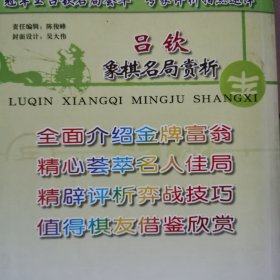 责任编辑：陈俊峰
封面设计：吴大伟
吕钦
象棋名局赏析
LUQIN XIANGQI MINGJU SHANGXI
全面介绍金牌富翁
精心荟萃名人佳局
精辟评析弈战技巧
值得棋友借鉴欣赏